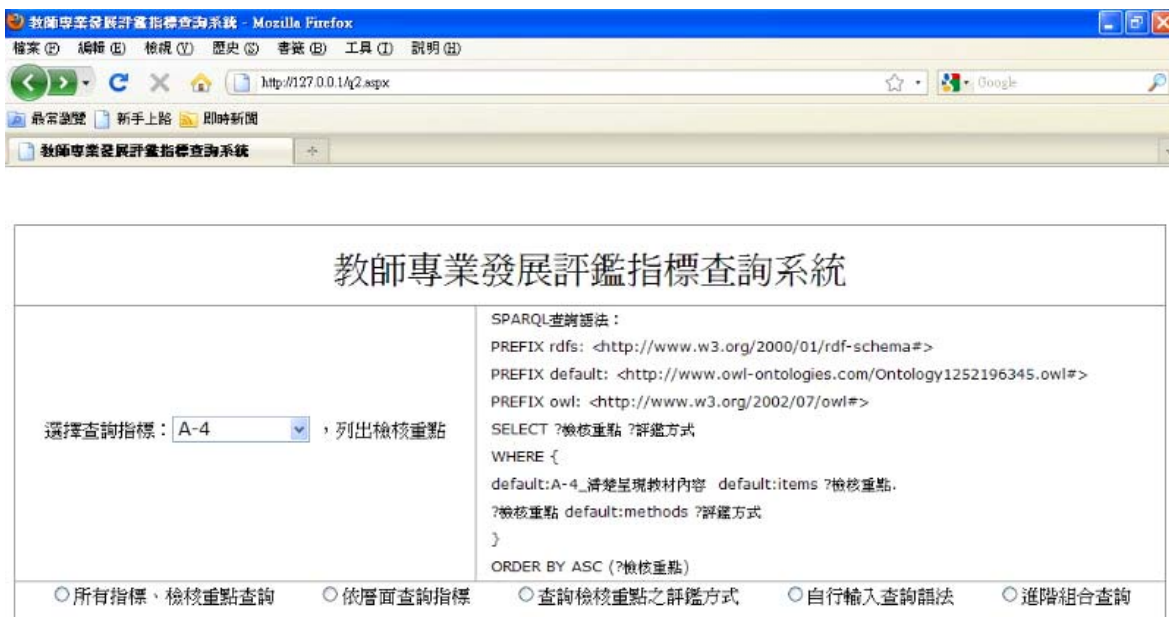 教師專業發展評鑑指標查詢系統 - Mozilla Firefox
檔案(F) 編輯(E) 檢視(V) 歷史(S) 書籤(B) 工具(T) 說明(H)
http://127.0.0.1/q2.aspx
Google
最常瀏覽 新手上路 即時新聞
教師專業發展評鑑指標查詢系統
教師專業發展評鑑指標查詢系統
選擇查詢指標：A-4 ，列出檢核重點
SPARQL查詢語法：
PREFIX rdfs: <http://www.w3.org/2000/01/rdf-schema#>
PREFIX default: <http://www.owl-ontologies.com/Ontology1252196345.owl#>
PREFIX owl: <http://www.w3.org/2002/07/owl#>
SELECT ?檢核重點 ?評鑑方式
WHERE {
default:A-4_清楚呈現教材內容 default:items ?檢核重點.
?檢核重點 default:methods ?評鑑方式
}
ORDER BY ASC (?檢核重點)
所有指標、檢核重點查詢 依層面查詢指標 查詢檢核重點之評鑑方式 自行輸入查詢語法 進階組合查詢